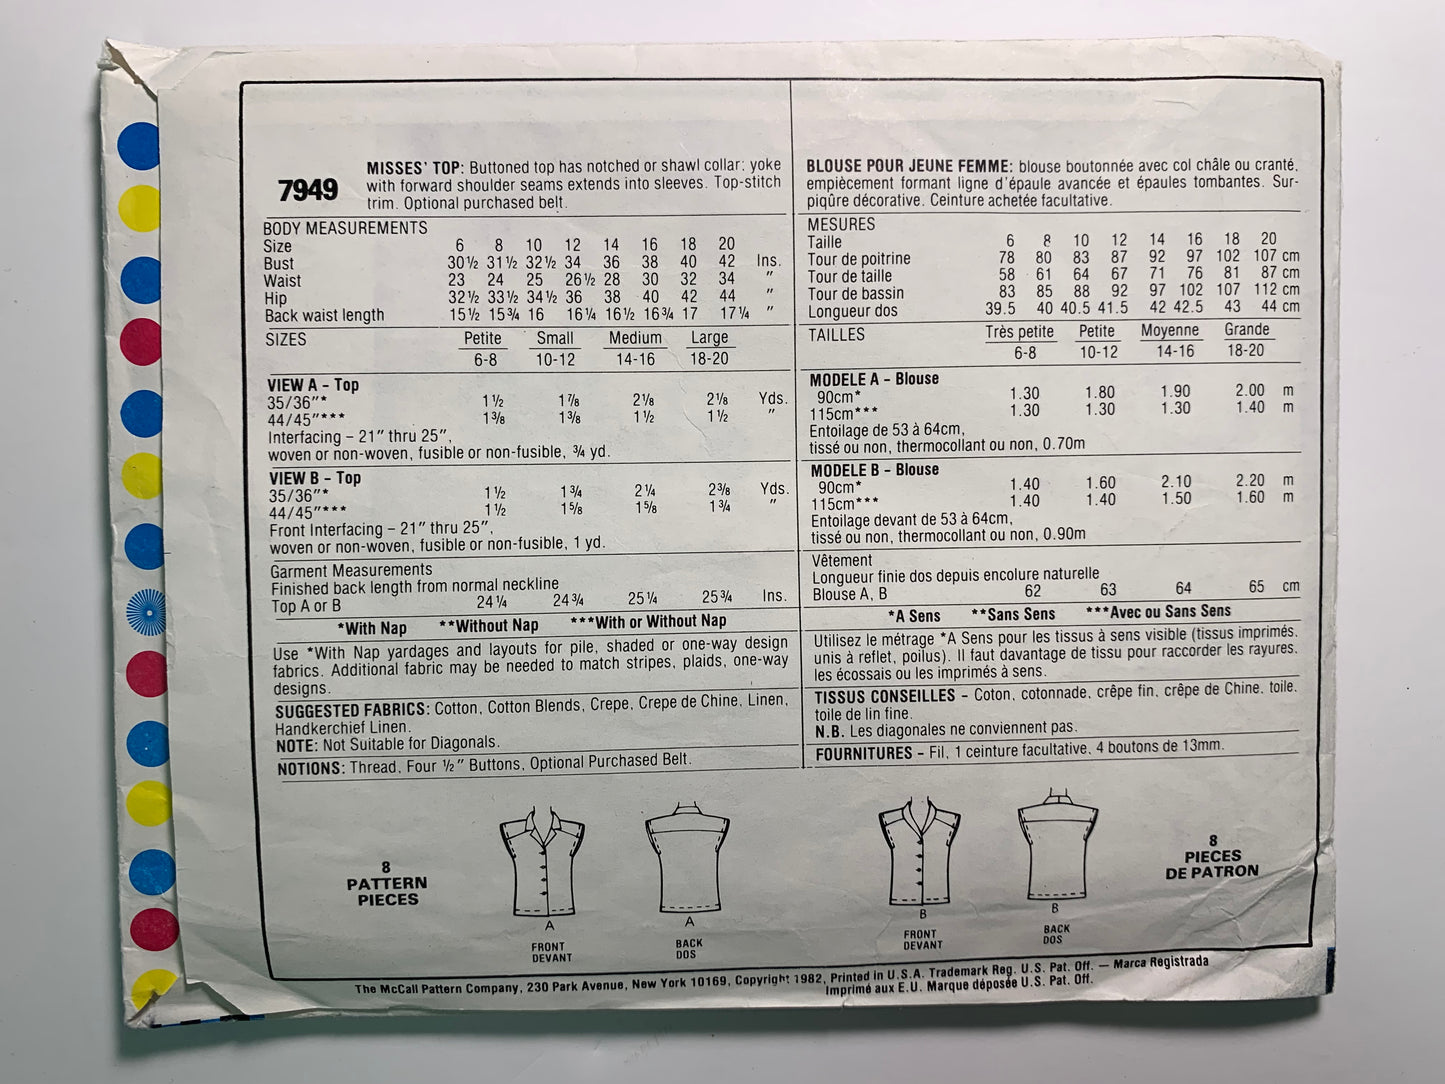 7949
MISSES' TOP: Buttoned top has notched or shawl collar; yoke
with forward shoulder seams extends into sleeves. Top-stitch
trim. Optional purchased belt.
BODY MEASUREMENTS
Size 6 8 10 12 14 16 18 20
Bust 30½ 31½ 32½ 34 36 38 40 42 Ins.
Waist 23 24 25 26½ 28 30 32 34 "
Hip 32½ 33½ 34½ 36 38 40 42 44 "
Back waist length 15½ 15¾ 16 16¼ 16½ 16¾ 17 17¼ "
SIZES Petite Small Medium Large
6-8 10-12 14-16 18-20
VIEW A - Top
35/36"* 1½ 1⅞ 2⅛ 2⅛ Yds.
44/45"*** 1⅜ 1⅜ 1½ 1½ "
Interfacing – 21" thru 25",
woven or non-woven, fusible or non-fusible, ¾ yd.
VIEW B - Top
35/36"* 1½ 1¾ 2¼ 2⅜ Yds.
44/45"*** 1½ 1⅝ 1⅝ 1¾ "
Front Interfacing – 21" thru 25",
woven or non-woven, fusible or non-fusible, 1 yd.
Garment Measurements
Finished back length from normal neckline
Top A or B 24¼ 24¾ 25¼ 25¾ Ins.
*With Nap **Without Nap ***With or Without Nap
Use *With Nap yardages and layouts for pile, shaded or one-way design
fabrics. Additional fabric may be needed to match stripes, plaids, one-way
designs.
SUGGESTED FABRICS: Cotton, Cotton Blends, Crepe, Crepe de Chine, Linen,
Handkerchief Linen.
NOTE: Not Suitable for Diagonals.
NOTIONS: Thread, Four ½" Buttons, Optional Purchased Belt.
BLOUSE POUR JEUNE FEMME: blouse boutonnée avec col châle ou cranté,
empiècement formant ligne d'épaule avancée et épaules tombantes. Sur-
piqûre décorative. Ceinture achetée facultative.
MESURES
Taille 6 8 10 12 14 16 18 20
Tour de poitrine 78 80 83 87 92 97 102 107 cm
Tour de taille 58 61 64 67 71 76 81 87 cm
Tour de bassin 83 85 88 92 97 102 107 112 cm
Longueur dos 39.5 40 40.5 41.5 42 42.5 43 44 cm
TAILLES Très petite Petite Moyenne Grande
6-8 10-12 14-16 18-20
MODELE A - Blouse
90cm* 1.30 1.80 1.90 2.00 m
115cm*** 1.30 1.30 1.30 1.40 m
Entoilage de 53 à 64cm,
tissé ou non, thermocollant ou non, 0.70m
MODELE B - Blouse
90cm* 1.40 1.60 2.10 2.20 m
115cm*** 1.40 1.40 1.50 1.60 m
Entoilage devant de 53 à 64cm,
tissé ou non, thermocollant ou non, 0.90m
Vêtement
Longueur finie dos depuis encolure naturelle
Blouse A, B 62 63 64 65 cm
*A Sens **Sans Sens ***Avec ou Sans Sens
Utilisez le métrage *A Sens pour les tissus à sens visible (tissus imprimés,
unis à reflet, poilus). Il faut davantage de tissu pour raccorder les rayures,
les écossais ou les imprimés à sens.
TISSUS CONSEILLES - Coton, cotonnade, crêpe fin, crêpe de Chine, toile,
toile de lin fine.
N.B. Les diagonales ne conviennent pas.
FOURNITURES - Fil, 1 ceinture facultative, 4 boutons de 13mm.
8
PATTERN
PIECES
A
FRONT
DEVANT
A
BACK
DOS
B
FRONT
DEVANT
B
BACK
DOS
8
PIECES
DE PATRON
The McCall Pattern Company, 230 Park Avenue, New York 10169, Copyright 1982, Printed in U.S.A. Trademark Reg. U.S. Pat. Off. — Marca Registrada
Imprimé aux E.U. Marque déposée U.S. Pat. Off.